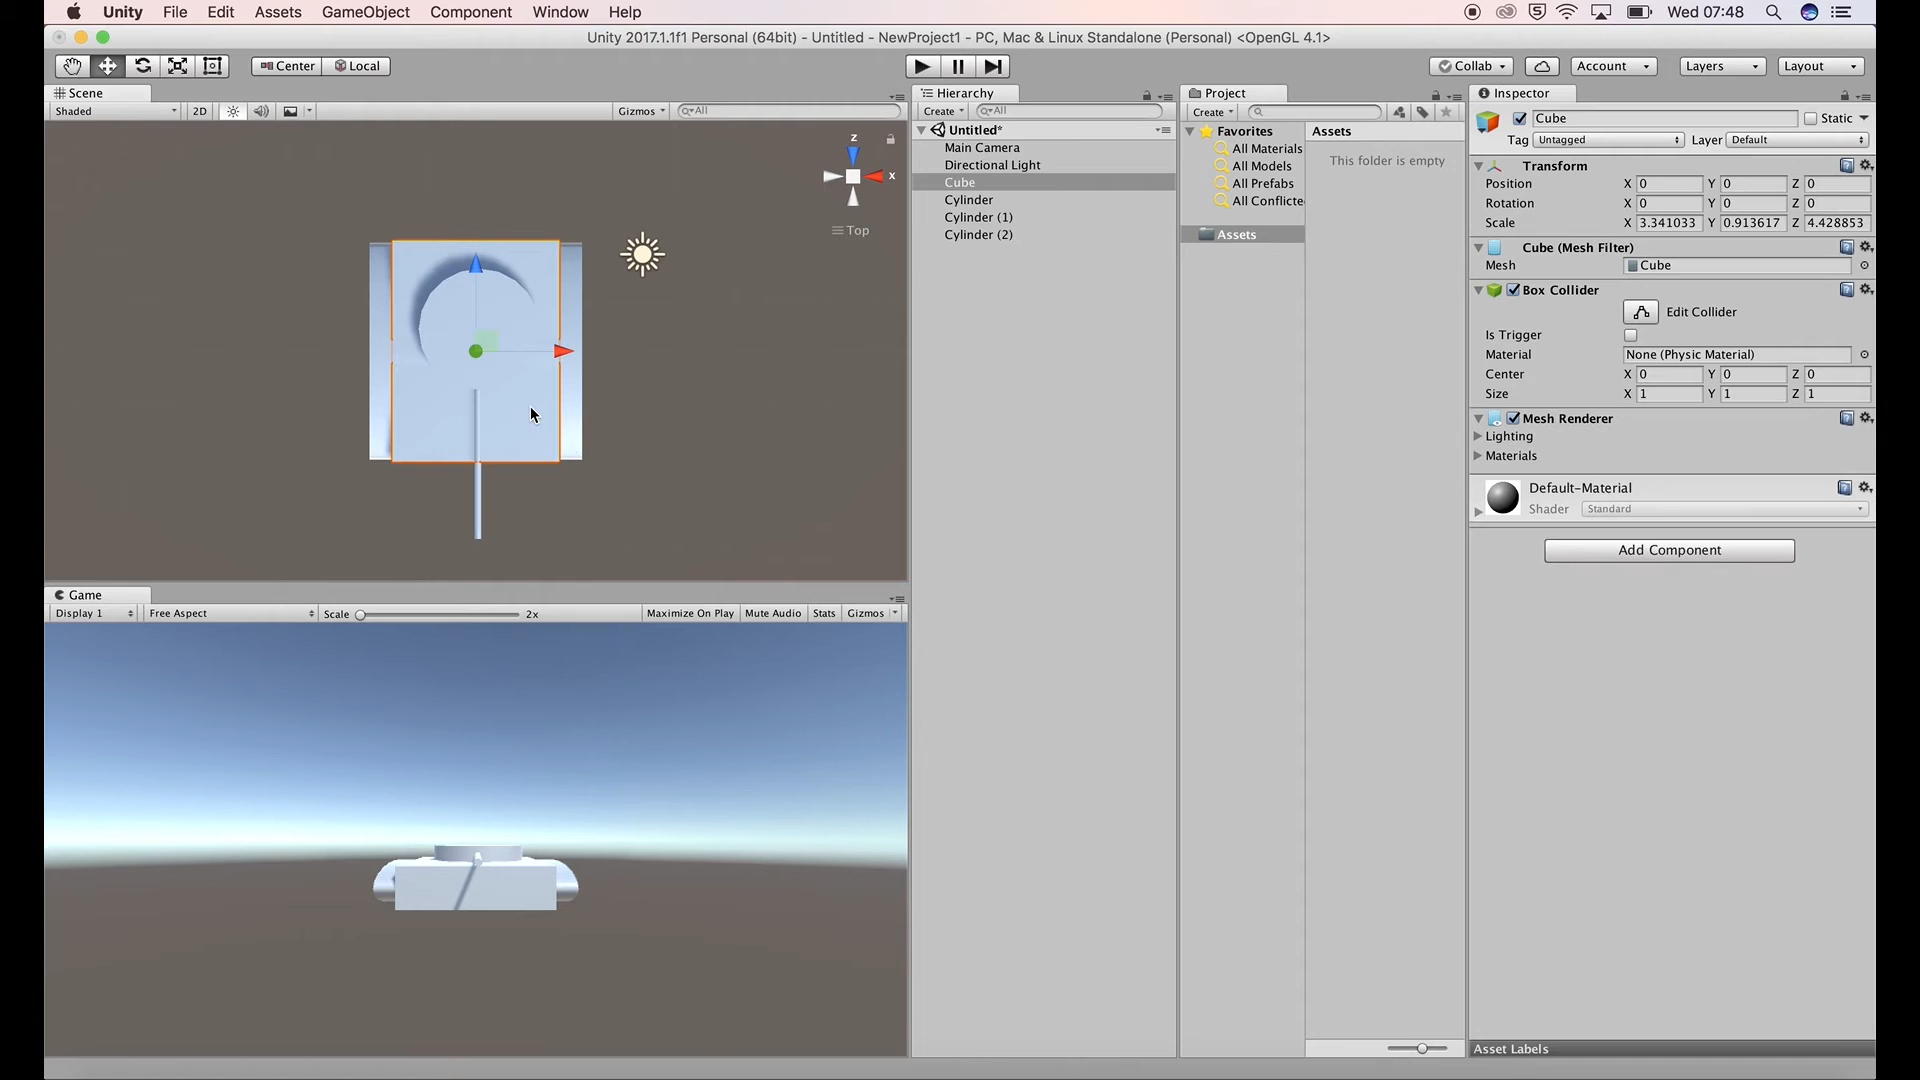 Unity File Edit Assets GameObject Component Window Help 5 Wed 07:48
Unity 2017.1.1f1 Personal (64bit) - Untitled - NewProject1 - PC, Mac & Linux Standalone (Personal) <OpenGL 4.1>
Center Local Collab Account Layers Layout
Scene
Shaded 2D Gizmos All
z
x
Top
Game
Display 1 Free Aspect Scale 2x Maximize On Play Mute Audio Stats Gizmos
Hierarchy
Create All
Untitled*
Main Camera
Directional Light
Cube
Cylinder
Cylinder (1)
Cylinder (2)
Project
Create
Favorites
All Materials
All Models
All Prefabs
All Conflicte
Assets
Assets
This folder is empty
Inspector
Cube Static
Tag Untagged Layer Default
Transform
Position X 0 Y 0 Z 0
Rotation X 0 Y 0 Z 0
Scale X 3.341033 Y 0.913617 Z 4.428853
Cube (Mesh Filter)
Mesh Cube
Box Collider
Edit Collider
Is Trigger
Material None (Physic Material)
Center X 0 Y 0 Z 0
Size X 1 Y 1 Z 1
Mesh Renderer
Lighting
Materials
Default-Material
Shader Standard
Add Component
Asset Labels